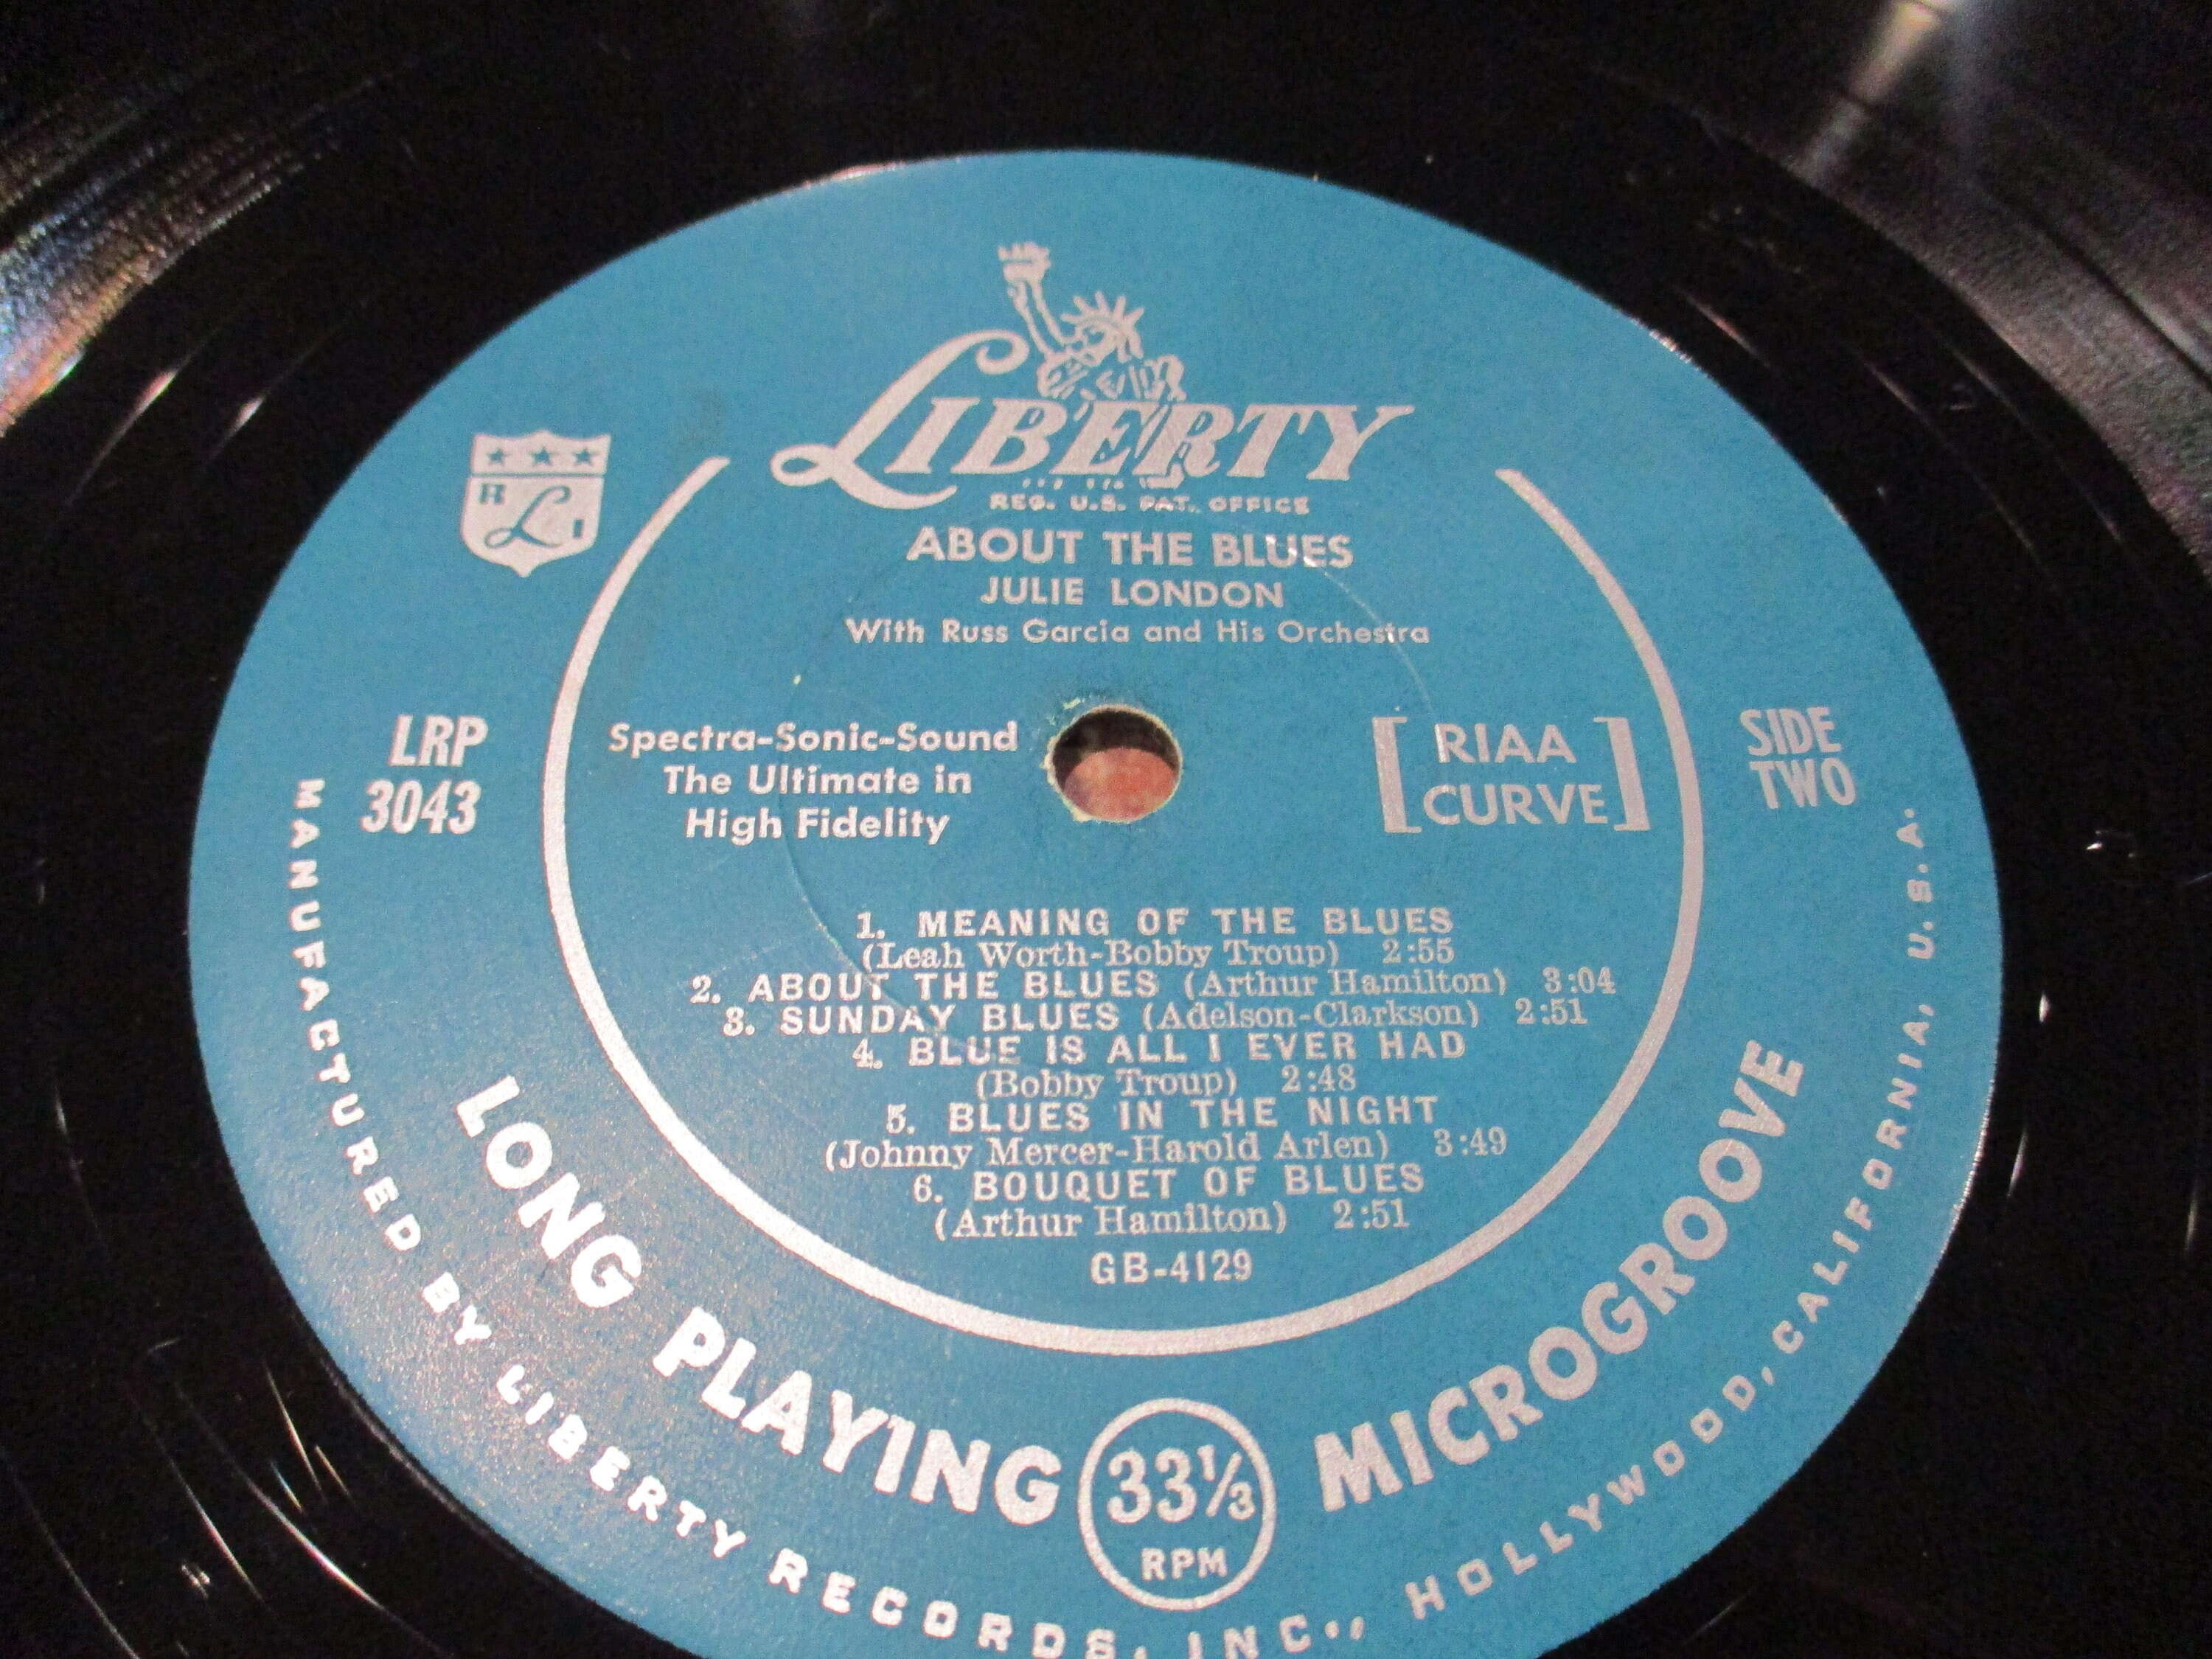 LIBERTY
REG. U.S. PAT. OFFICE
R L I
ABOUT THE BLUES
JULIE LONDON
With Russ Garcia and His Orchestra
LRP
3043
Spectra-Sonic-Sound
The Ultimate in
High Fidelity
[RIAA
CURVE]
SIDE
TWO
1. MEANING OF THE BLUES
(Leah Worth-Bobby Troup) 2:55
2. ABOUT THE BLUES (Arthur Hamilton) 3:04
3. SUNDAY BLUES (Adelson-Clarkson) 2:51
4. BLUE IS ALL I EVER HAD
(Bobby Troup) 2:48
5. BLUES IN THE NIGHT
(Johnny Mercer-Harold Arlen) 3:49
6. BOUQUET OF BLUES
(Arthur Hamilton) 2:51
GB-4129
LONG PLAYING 33⅓ RPM MICROGROOVE
MANUFACTURED BY LIBERTY RECORDS, INC., HOLLYWOOD, CALIFORNIA, U.S.A.